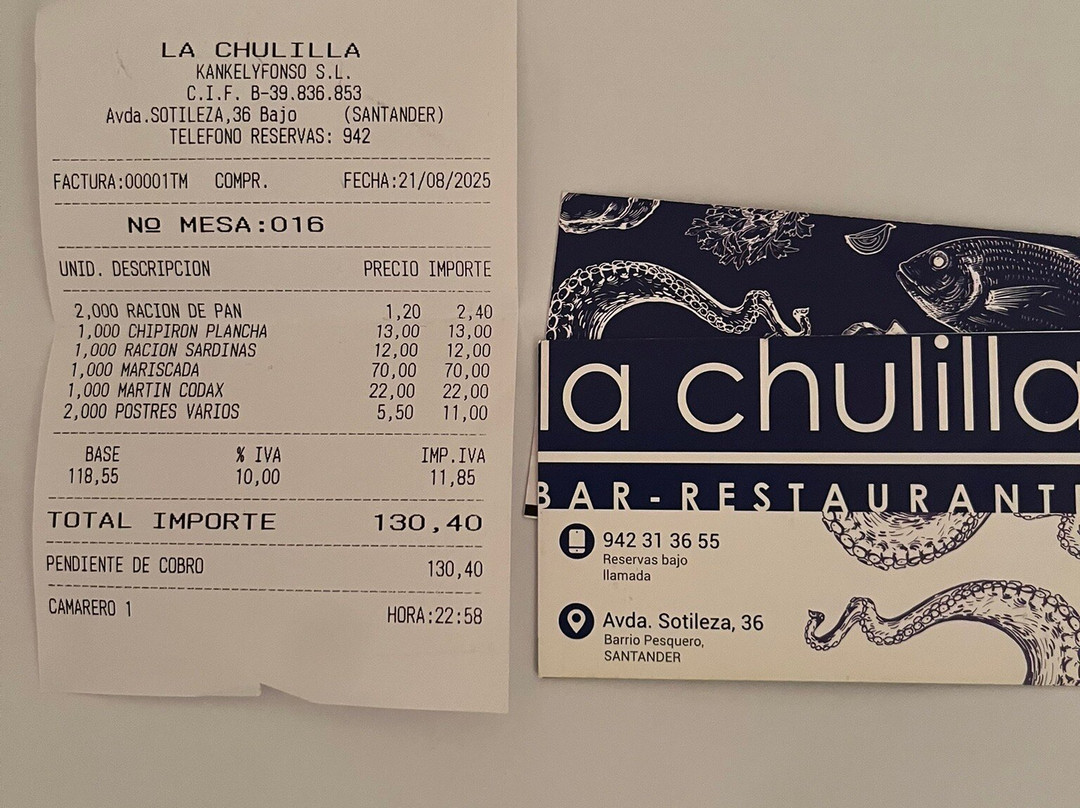 LA CHULILLA
KANKELYFONSO S.L.
C.I.F. B-39.836.853
Avda.SOTILEZA,36 Bajo (SANTANDER)
TELEFONO RESERVAS: 942
FACTURA:00001TM COMPR. FECHA:21/08/2025
Nº MESA:016
UNID. DESCRIPCION PRECIO IMPORTE
2,000 RACION DE PAN 1,20 2,40
1,000 CHIPIRON PLANCHA 13,00 13,00
1,000 RACION SARDINAS 12,00 12,00
1,000 MARISCADA 70,00 70,00
1,000 MARTIN CODAX 22,00 22,00
2,000 POSTRES VARIOS 5,50 11,00
BASE % IVA IMP.IVA
118,55 10,00 11,85
TOTAL IMPORTE 130,40
PENDIENTE DE COBRO 130,40
CAMARERO 1 HORA:22:58
la chulilla
BAR-RESTAURANT
942 31 36 55
Reservas bajo
llamada
Avda. Sotileza, 36
Barrio Pesquero,
SANTANDER